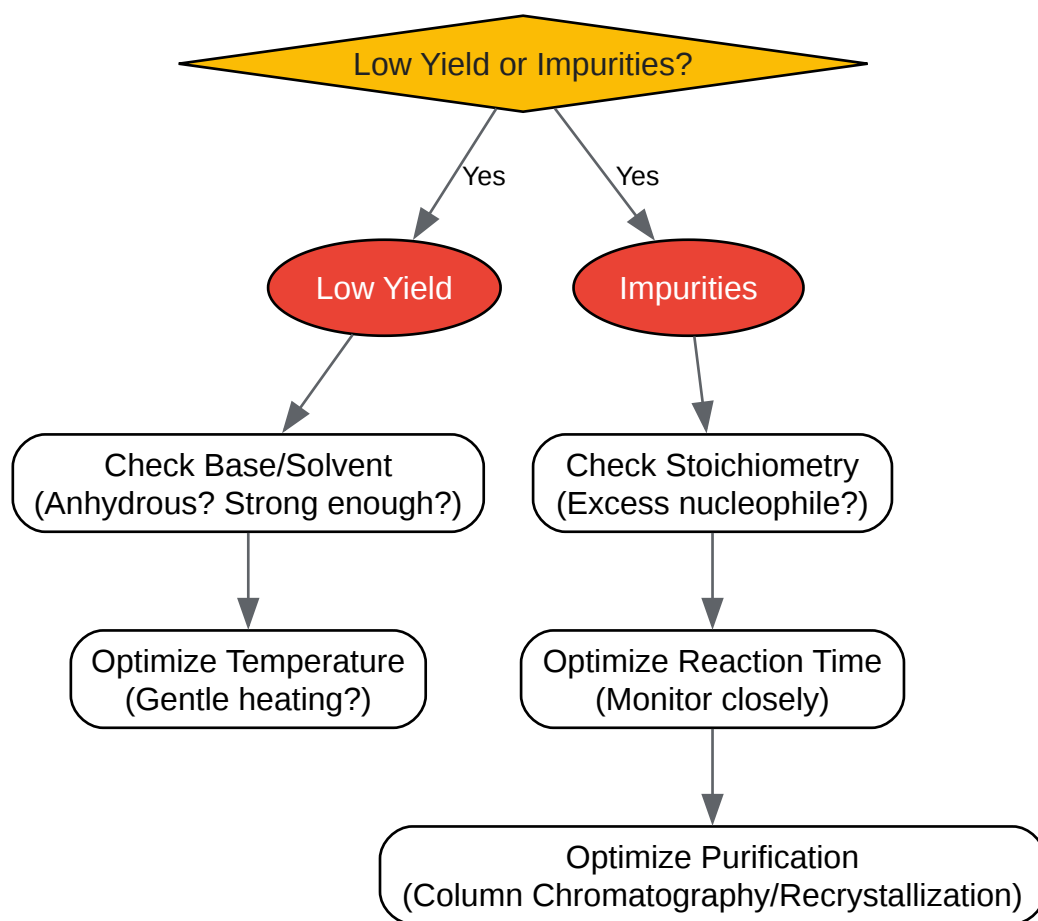 Low Yield or Impurities?
Yes
Yes
Low Yield
Impurities
Check Base/Solvent
(Anhydrous? Strong enough?)
Check Stoichiometry
(Excess nucleophile?)
Optimize Temperature
(Gentle heating?)
Optimize Reaction Time
(Monitor closely)
Optimize Purification
(Column Chromatography/Recrystallization)